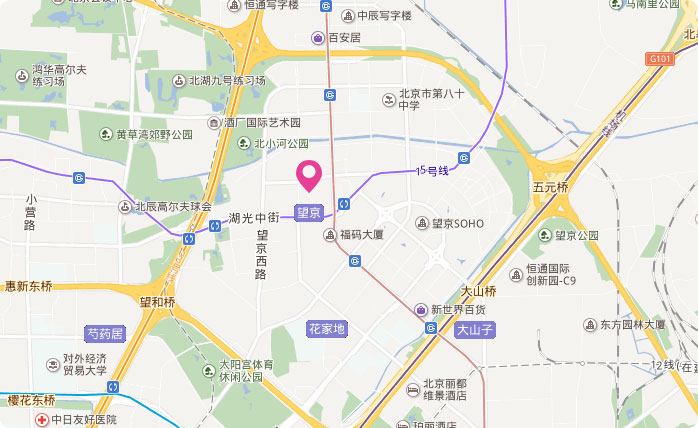 恒通写字楼
中辰写字楼
马南里公园
百安居
G101
鸿华高尔夫
练习场
北湖九号练习场
北京市第八十
中学
机场线
酒厂国际艺术园
黄草湾郊野公园
北小河公园
15号线
五元桥
小营路
北辰高尔夫球会
湖光中街
望京
望京SOHO
望京西路
福码大厦
望京公园
恒通国际
创新园-C9
惠新东桥
望和桥
大山桥
新世界百货
芍药居
花家地
大山子
东方园林大厦
对外经济
贸易大学
太阳宫体育
休闲公园
12号线(在建
樱花东桥
北京丽都
维景酒店
中日友好医院
珀丽酒店